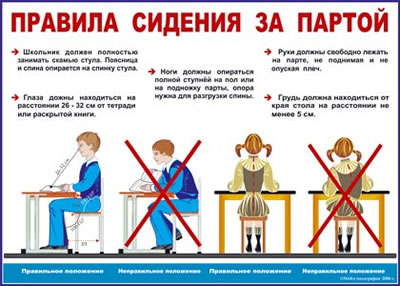 ПРАВИЛА СИДЕНИЯ ЗА ПАРТОЙ
Школьник должен полностью
занимать скамью стула. Поясница
и спина опирается на спинку стула.
Глаза должны находиться на
расстоянии 26 - 32 см от тетради
или раскрытой книги.
Ноги должны опираться
полной ступнёй на пол или
на подножку парты, опора
нужна для разгрузки спины.
Руки должны свободно лежать
на парте, не поднимая и не
опуская плеч.
Грудь должна находиться от
края стола на расстоянии не
менее 5 см.
Правильное положение
Неправильное положение
Правильное положение
Неправильное положение